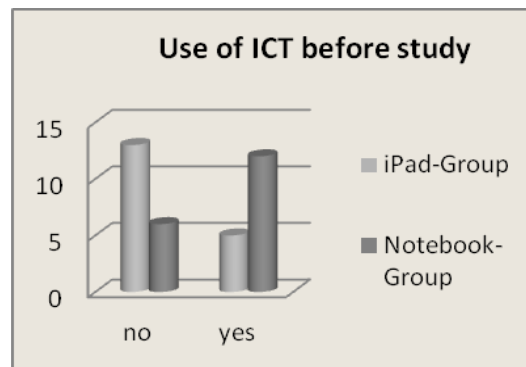 Use of ICT before study
15
10
5
0
no yes
iPad-Group
Notebook-
Group